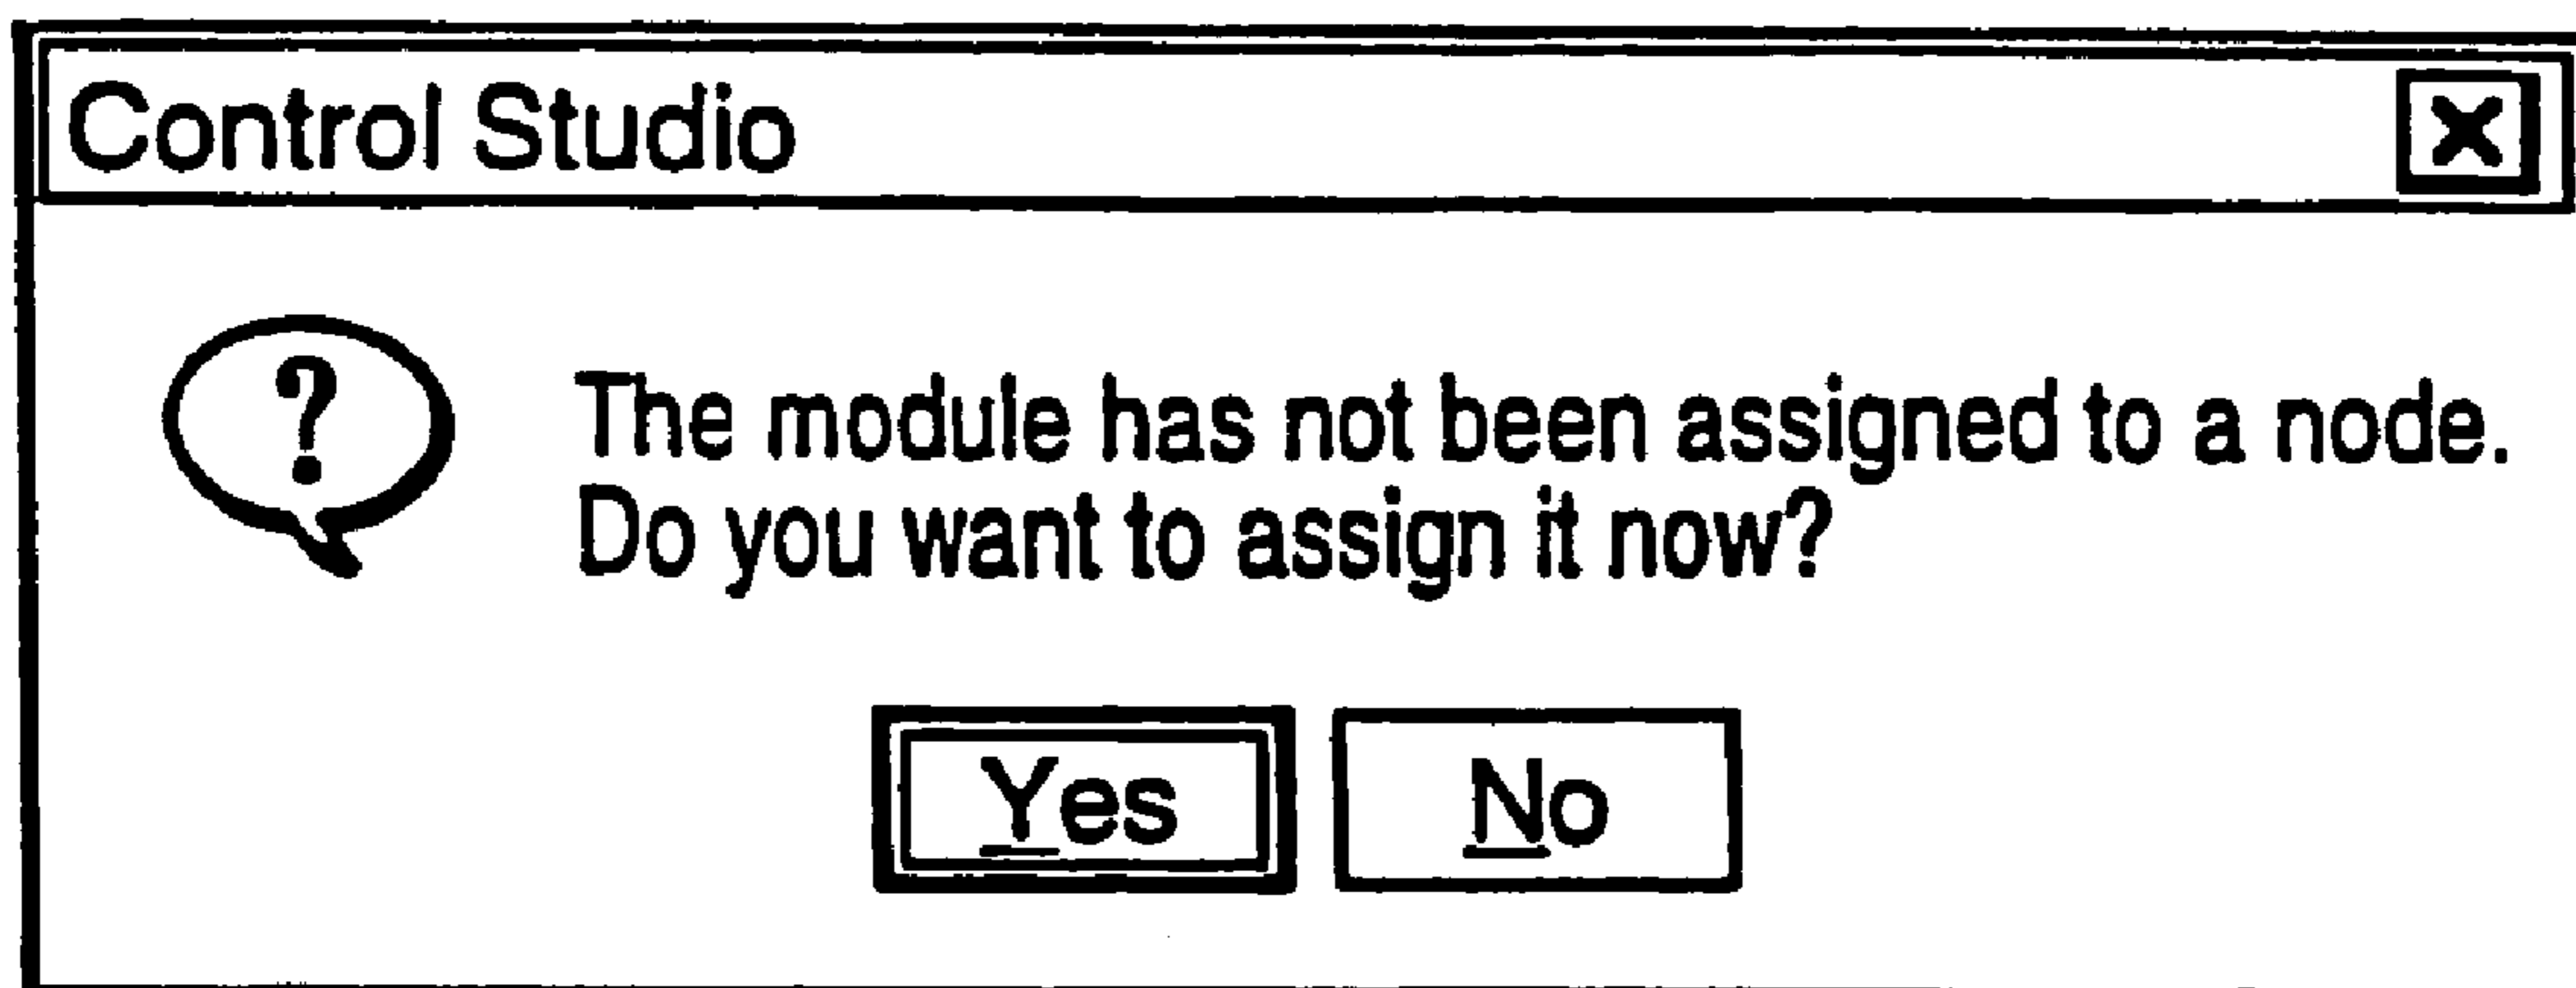 Control Studio
?
The module has not been assigned to a node.
Do you want to assign it now?
Yes No